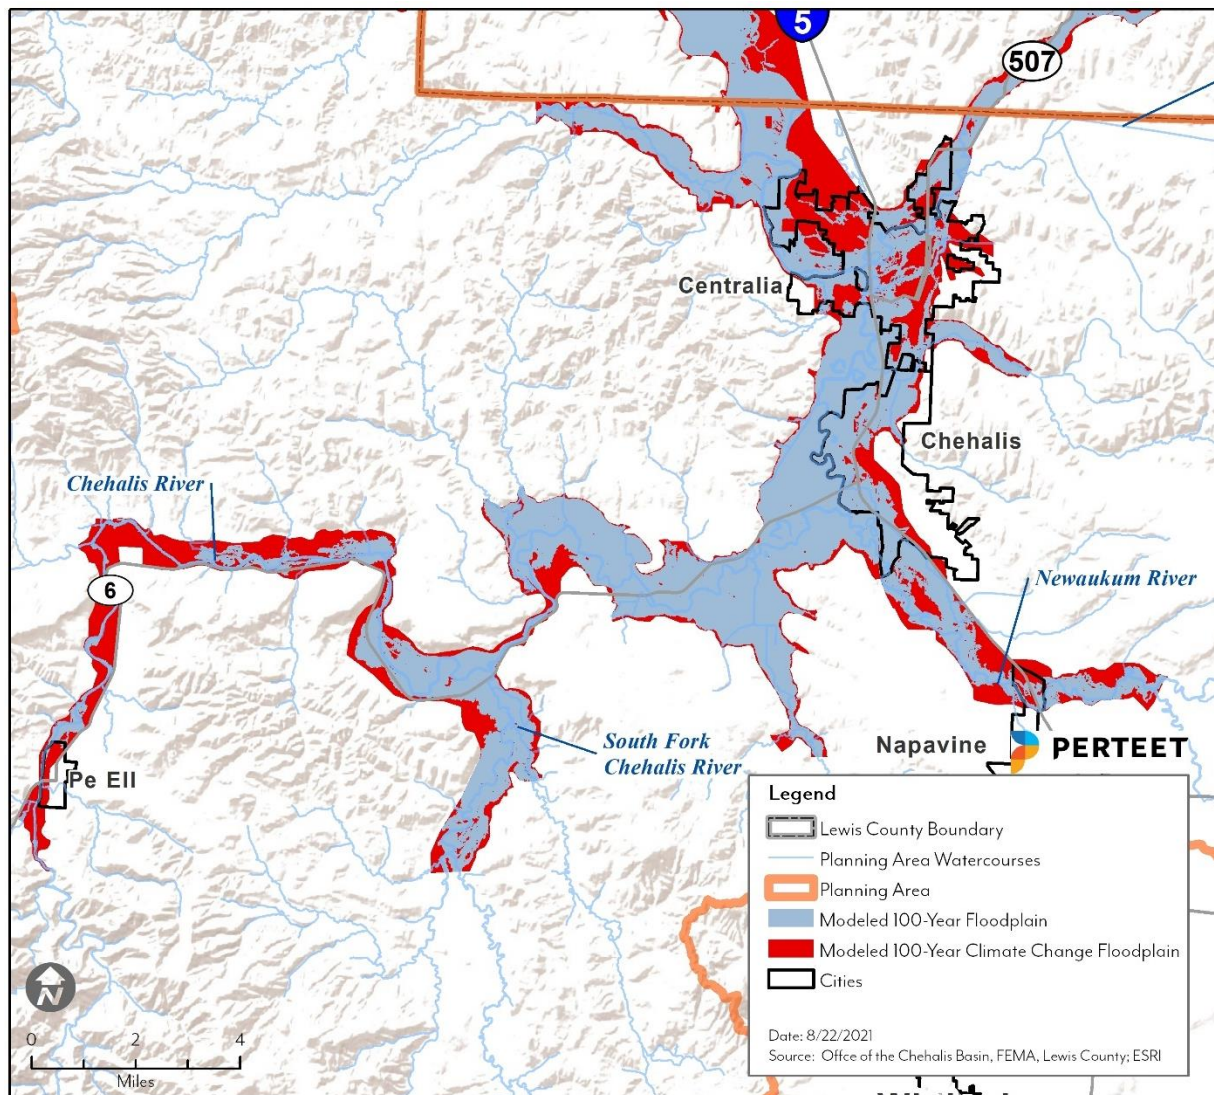 5
507
Centralia
Chehalis
Chehalis River
6
Newaukum River
South Fork
Chehalis River
Napavine
PERTEET
Pe Ell
Legend
Lewis County Boundary
Planning Area Watercourses
Planning Area
Modeled 100-Year Floodplain
Modeled 100-Year Climate Change Floodplain
Cities
Date: 8/22/2021
Source: Offce of the Chehalis Basin, FEMA, Lewis County; ESRI
N
0 2 4
Miles